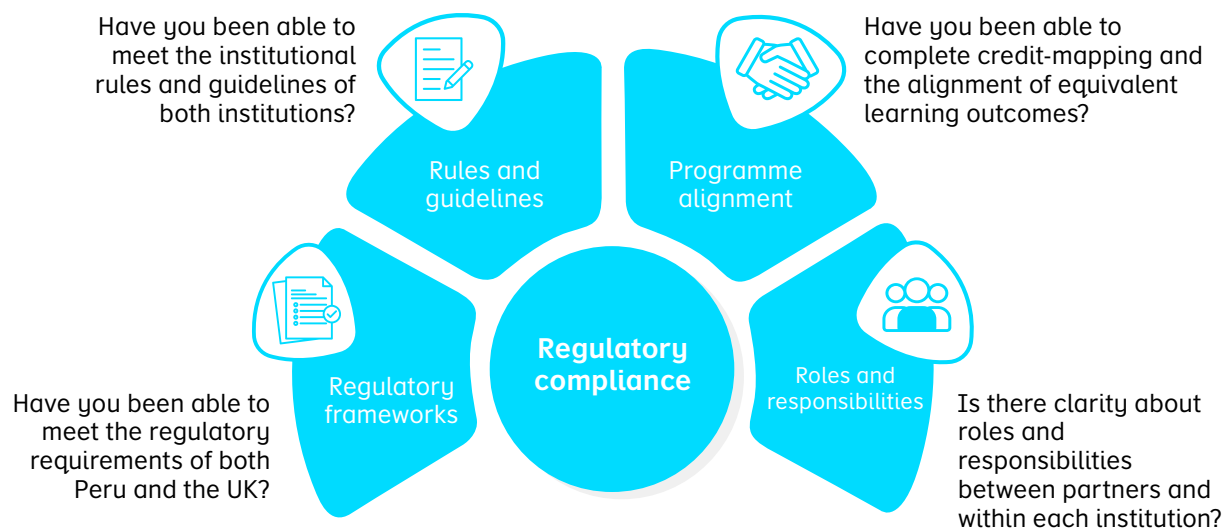 Have you been able to
meet the institutional
rules and guidelines of
both institutions?
Have you been able to
complete credit-mapping and
the alignment of equivalent
learning outcomes?
Rules and
guidelines
Programme
alignment
Regulatory
compliance
Regulatory
frameworks
Roles and
responsibilities
Have you been able to
meet the regulatory
requirements of both
Peru and the UK?
Is there clarity about
roles and
responsibilities
between partners and
within each institution?